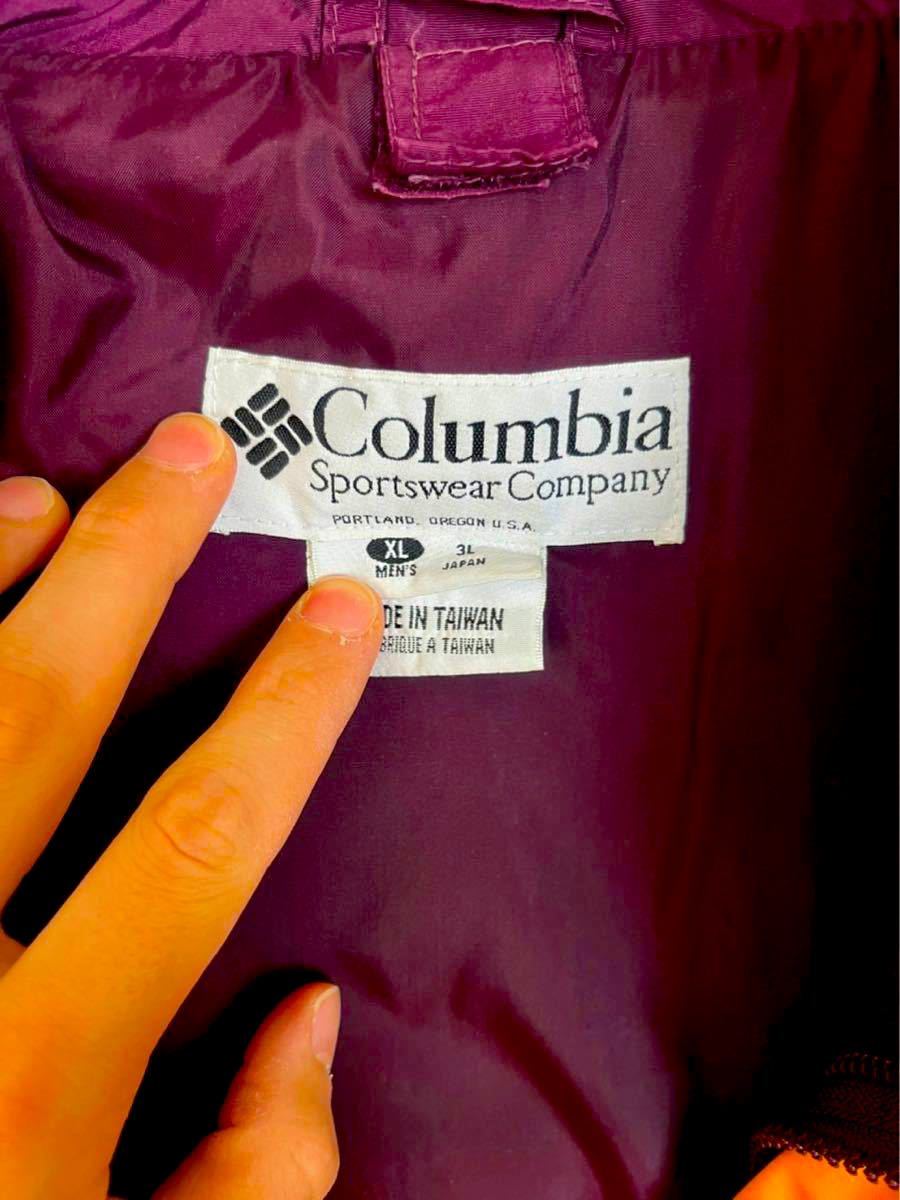 Columbia
Sportswear Company
PORTLAND, OREGON U.S.A.
XL 3L
MEN'S JAPAN
DE IN TAIWAN
BRIQUE A TAIWAN